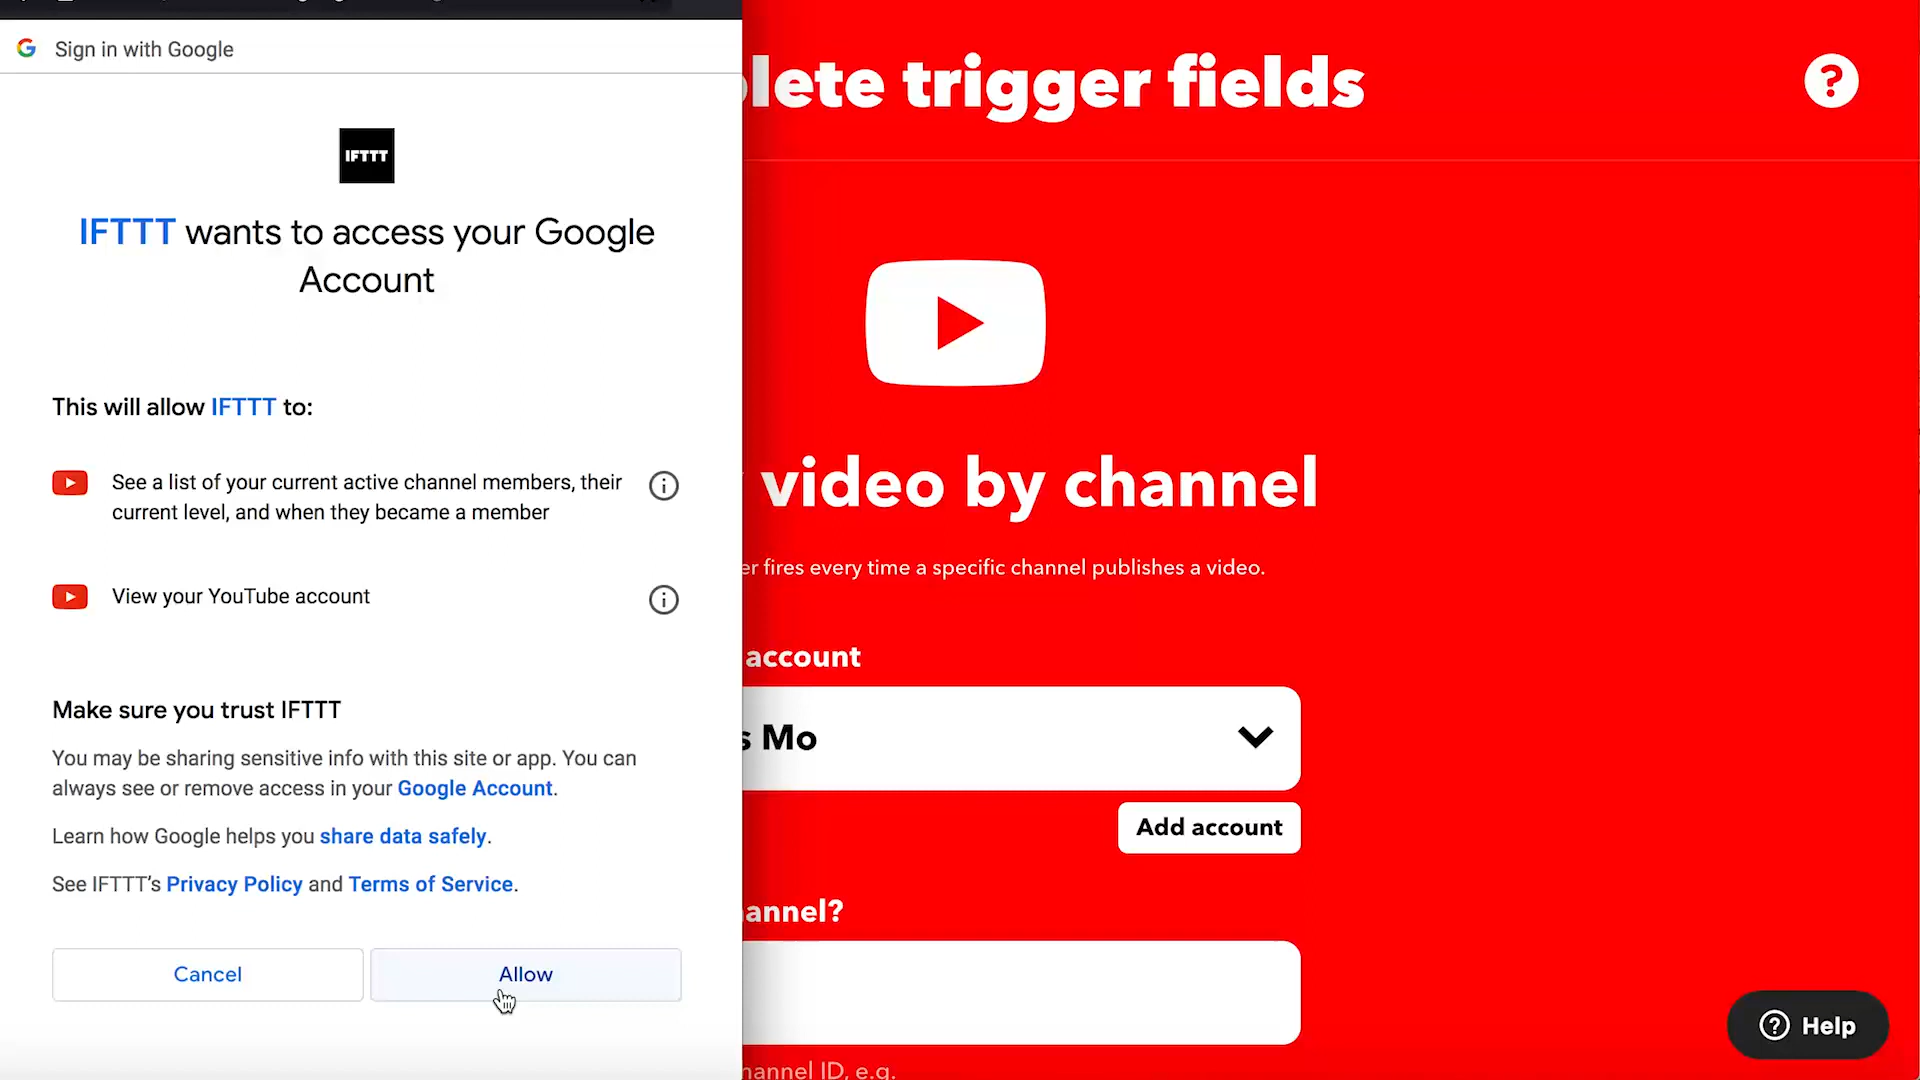 Sign in with Google
IFTTT
IFTTT wants to access your Google
Account
This will allow IFTTT to:
See a list of your current active channel members, their
current level, and when they became a member
View your YouTube account
Make sure you trust IFTTT
You may be sharing sensitive info with this site or app. You can
always see or remove access in your Google Account.
Learn how Google helps you share data safely.
See IFTTT's Privacy Policy and Terms of Service.
Cancel
Allow
lete trigger fields
?
video by channel
er fires every time a specific channel publishes a video.
account
s Mo
Add account
annel?
hannel ID, e.g.
Help